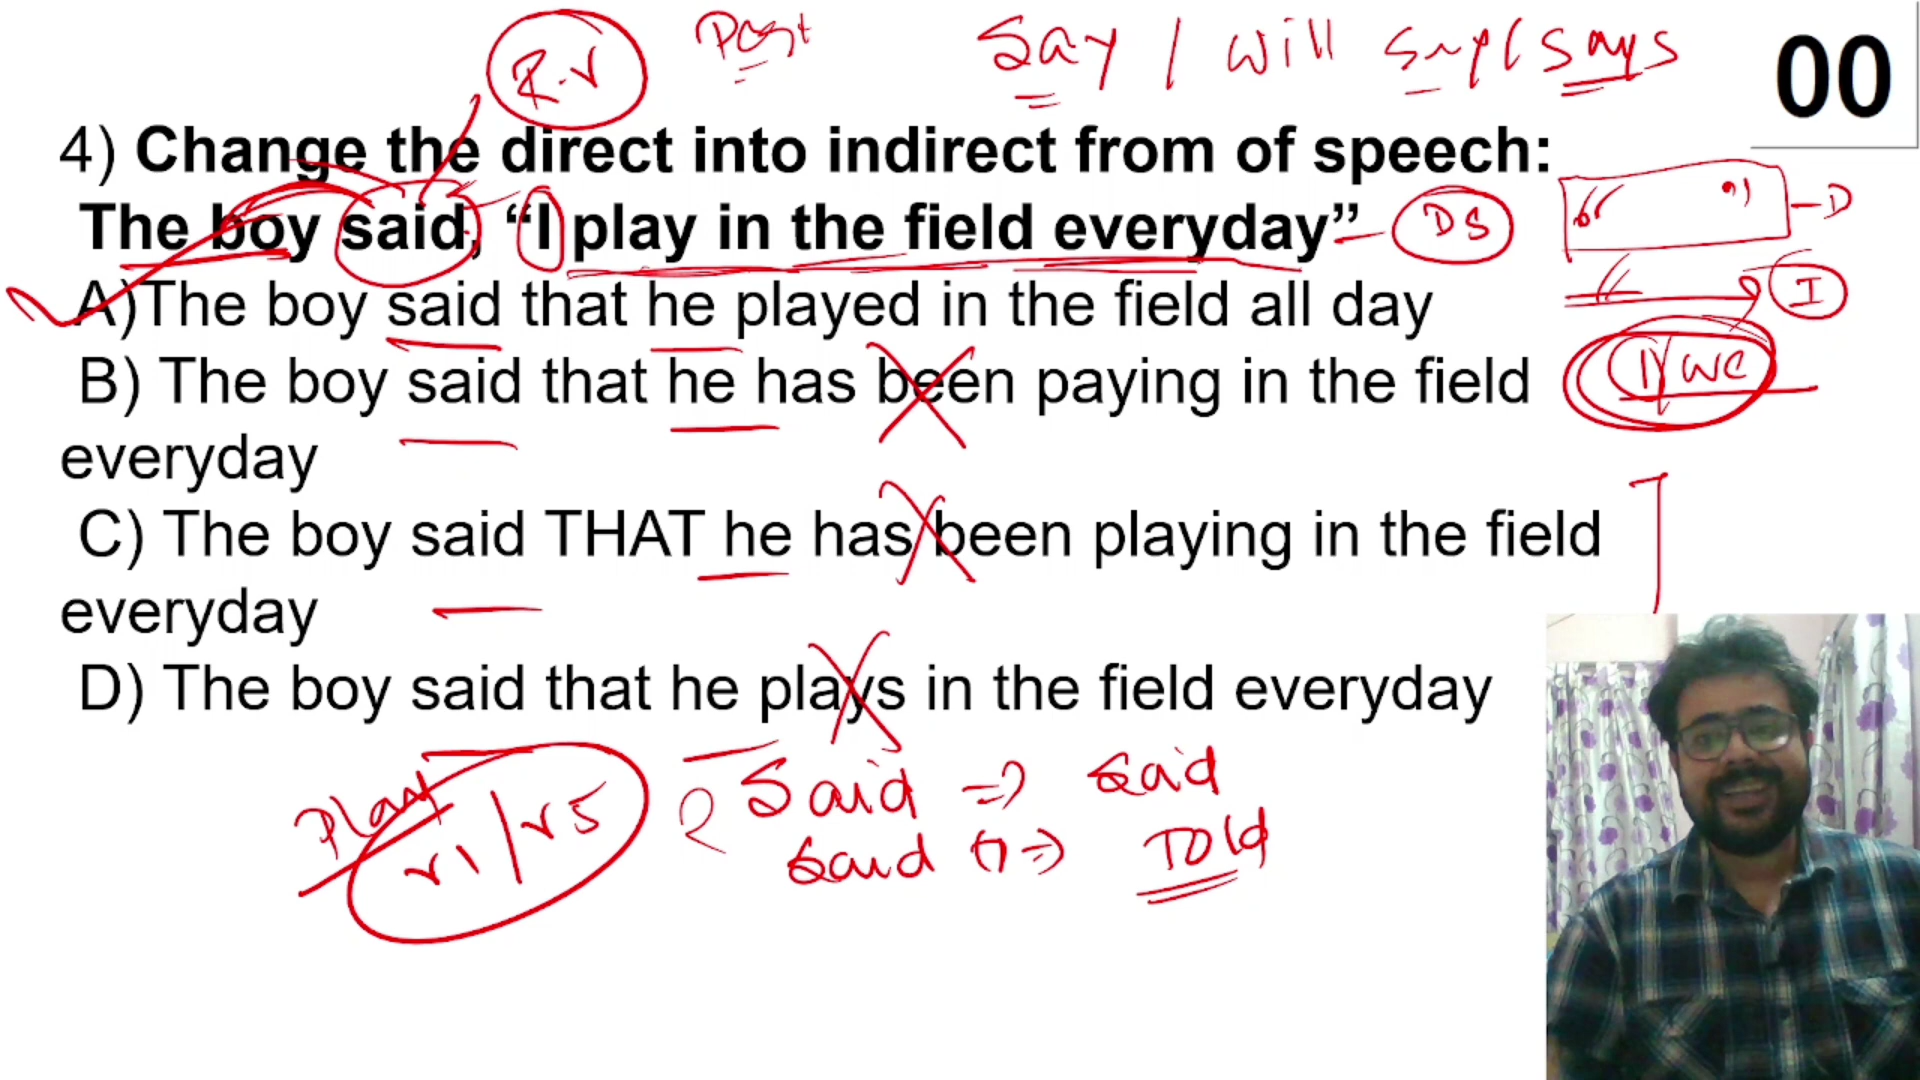 R.V Past Say / will say / says
00
4) Change the direct into indirect from of speech:
The boy said, “I play in the field everyday” DS
“ ” D
I
A)The boy said that he played in the field all day
B) The boy said that he has been paying in the field
I/we
everyday
C) The boy said THAT he has been playing in the field
everyday
D) The boy said that he plays in the field everyday
Play Said => Said
V1/V5 Said => Told